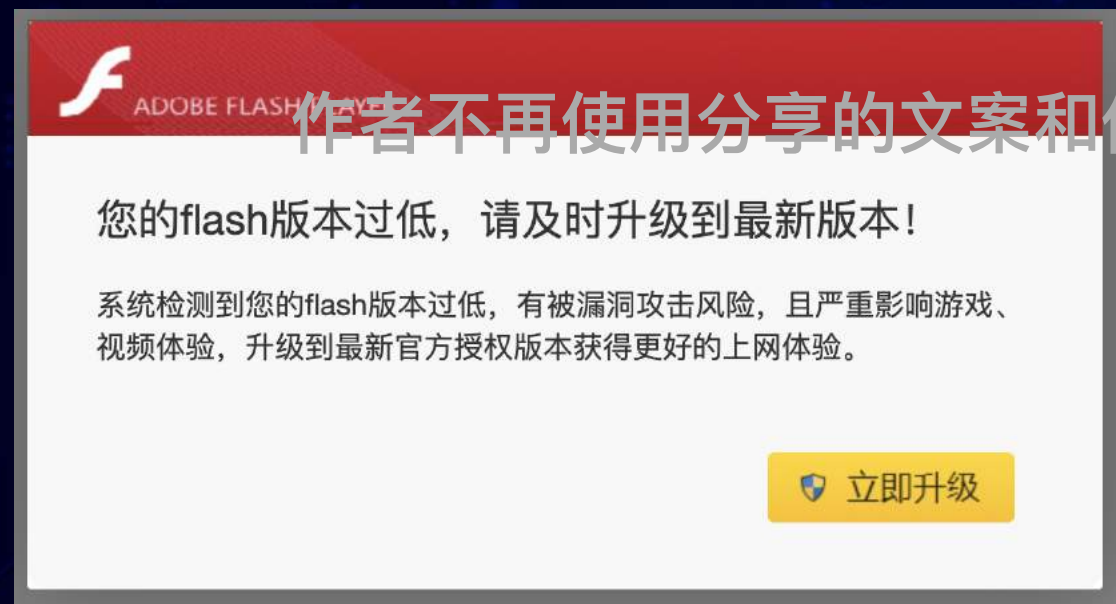 ADOBE FLASH PLAYER
作者不再使用分享的文案和
您的flash版本过低，请及时升级到最新版本！
系统检测到您的flash版本过低，有被漏洞攻击风险，且严重影响游戏、
视频体验，升级到最新官方授权版本获得更好的上网体验。
立即升级